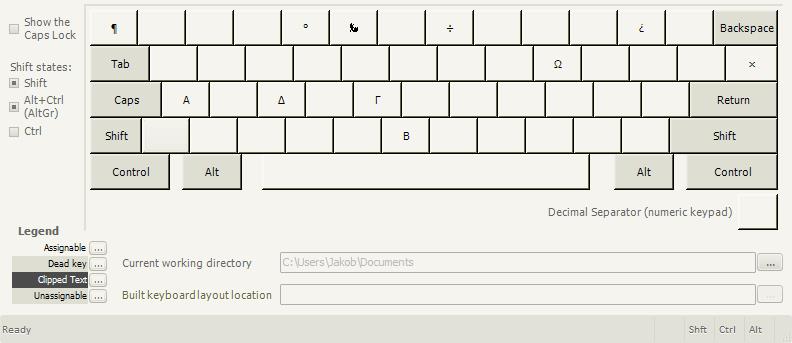 Show the
Caps Lock
Shift states:
Shift
Alt+Ctrl
(AltGr)
Ctrl
¶ ° ‰ ÷ ¿ Backspace
Tab Ω ×
Caps Α Δ Γ Return
Shift Β Shift
Control Alt Alt Control
Decimal Separator (numeric keypad)
Legend
Assignable ...
Dead key ...
Clipped Text ...
Unassignable ...
Current working directory C:\Users\Jakob\Documents ...
Built keyboard layout location ...
Ready Shft Ctrl Alt